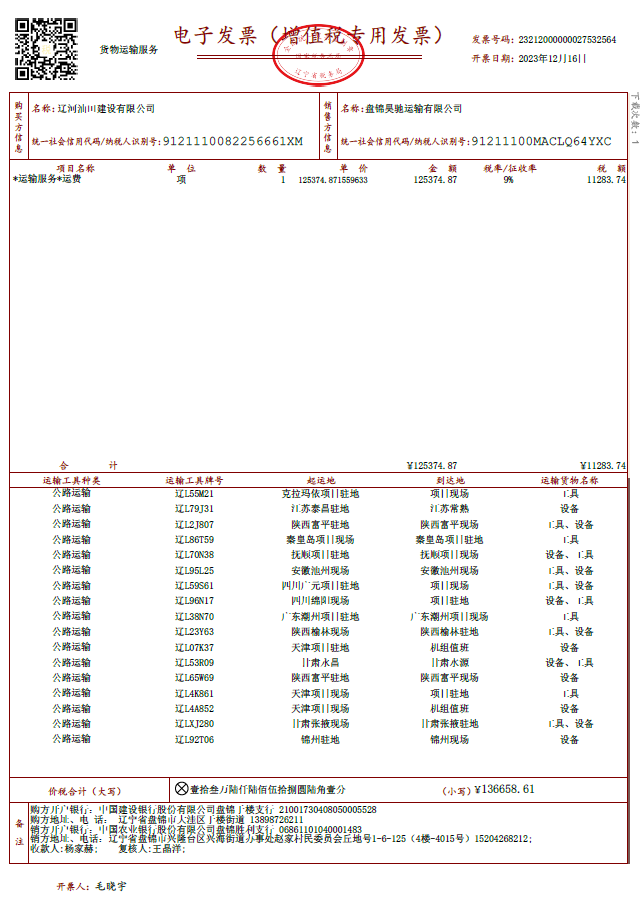 电子发票（增值税专用发票）
货物运输服务
发票号码: 23212000000027532564
开票日期: 2023年12月16日
国家税务总局
辽宁省税务局
下载次数: 1
购买方信息
名称: 辽河油田建设有限公司
统一社会信用代码/纳税人识别号: 9121110082256661XM
销售方信息
名称: 盘锦昊驰运输有限公司
统一社会信用代码/纳税人识别号: 91211100MACLQ64YXC
项目名称 单位 数量 单价 金额 税率/征收率 税额
*运输服务*运费 项 1 125374.871559633 125374.87 9% 11283.74
合计 ¥125374.87 ¥11283.74
运输工具种类 运输工具牌号 起运地 到达地 运输货物名称
公路运输 辽L55M21 克拉玛依项目驻地 项目现场 工具
公路运输 辽L79J31 江苏泰昌驻地 江苏常熟 设备
公路运输 辽L2J807 陕西富平驻地 陕西富平现场 工具、设备
公路运输 辽L86T59 秦皇岛项目现场 秦皇岛项目驻地 工具
公路运输 辽L70N38 抚顺项目驻地 抚顺项目现场 设备、工具
公路运输 辽L95L25 安徽池州现场 安徽池州现场 工具、设备
公路运输 辽L59S61 四川广元项目驻地 项目现场 工具、设备
公路运输 辽L96N17 四川绵阳现场 项目驻地 设备、工具
公路运输 辽L38N70 广东潮州项目驻地 广东潮州项目现场 工具
公路运输 辽L23Y63 陕西榆林现场 陕西榆林驻地 工具、设备
公路运输 辽L07K37 天津项目驻地 机组值班 设备
公路运输 辽L53R09 甘肃永昌 甘肃水源 设备、工具
公路运输 辽L65W69 陕西富平驻地 陕西富平现场 设备
公路运输 辽L4K861 天津项目现场 项目驻地 工具
公路运输 辽L4A852 天津项目现场 机组值班 设备
公路运输 辽LXJ280 甘肃张掖现场 甘肃张掖驻地 工具、设备
公路运输 辽L92T06 锦州驻地 锦州现场 设备
价税合计（大写） ⊗壹拾叁万陆仟陆佰伍拾捌圆陆角壹分 （小写）¥136658.61
备注
购方开户银行: 中国建设银行股份有限公司盘锦于楼支行 21001730408050005528
购方地址、电 话: 辽宁省盘锦市大洼区于楼街道 13898726211
销方开户银行: 中国农业银行股份有限公司盘锦胜利支行 06861101040001483
销方地址、电话: 辽宁省盘锦市兴隆台区兴海街道办事处赵家村民委员会丘地号1-6-125（4楼-4015号）15204268212;
收款人:杨家赫; 复核人:王晶洋;
开票人: 毛晓宇